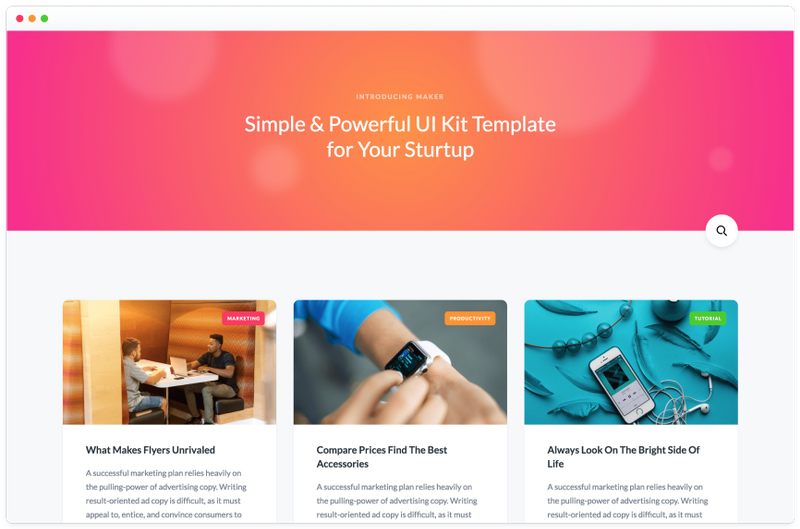 INTRODUCING MAKER
Simple & Powerful UI Kit Template
for Your Sturtup
MARKETING
PRODUCTIVITY
TUTORIAL
What Makes Flyers Unrivaled
A successful marketing plan relies heavily on
the pulling-power of advertising copy. Writing
result-oriented ad copy is difficult, as it must
appeal to, entice, and convince consumers to
Compare Prices Find The Best
Accessories
A successful marketing plan relies heavily on
the pulling-power of advertising copy. Writing
result-oriented ad copy is difficult, as it must
Always Look On The Bright Side Of
Life
A successful marketing plan relies heavily on
the pulling-power of advertising copy. Writing
result-oriented ad copy is difficult, as it must